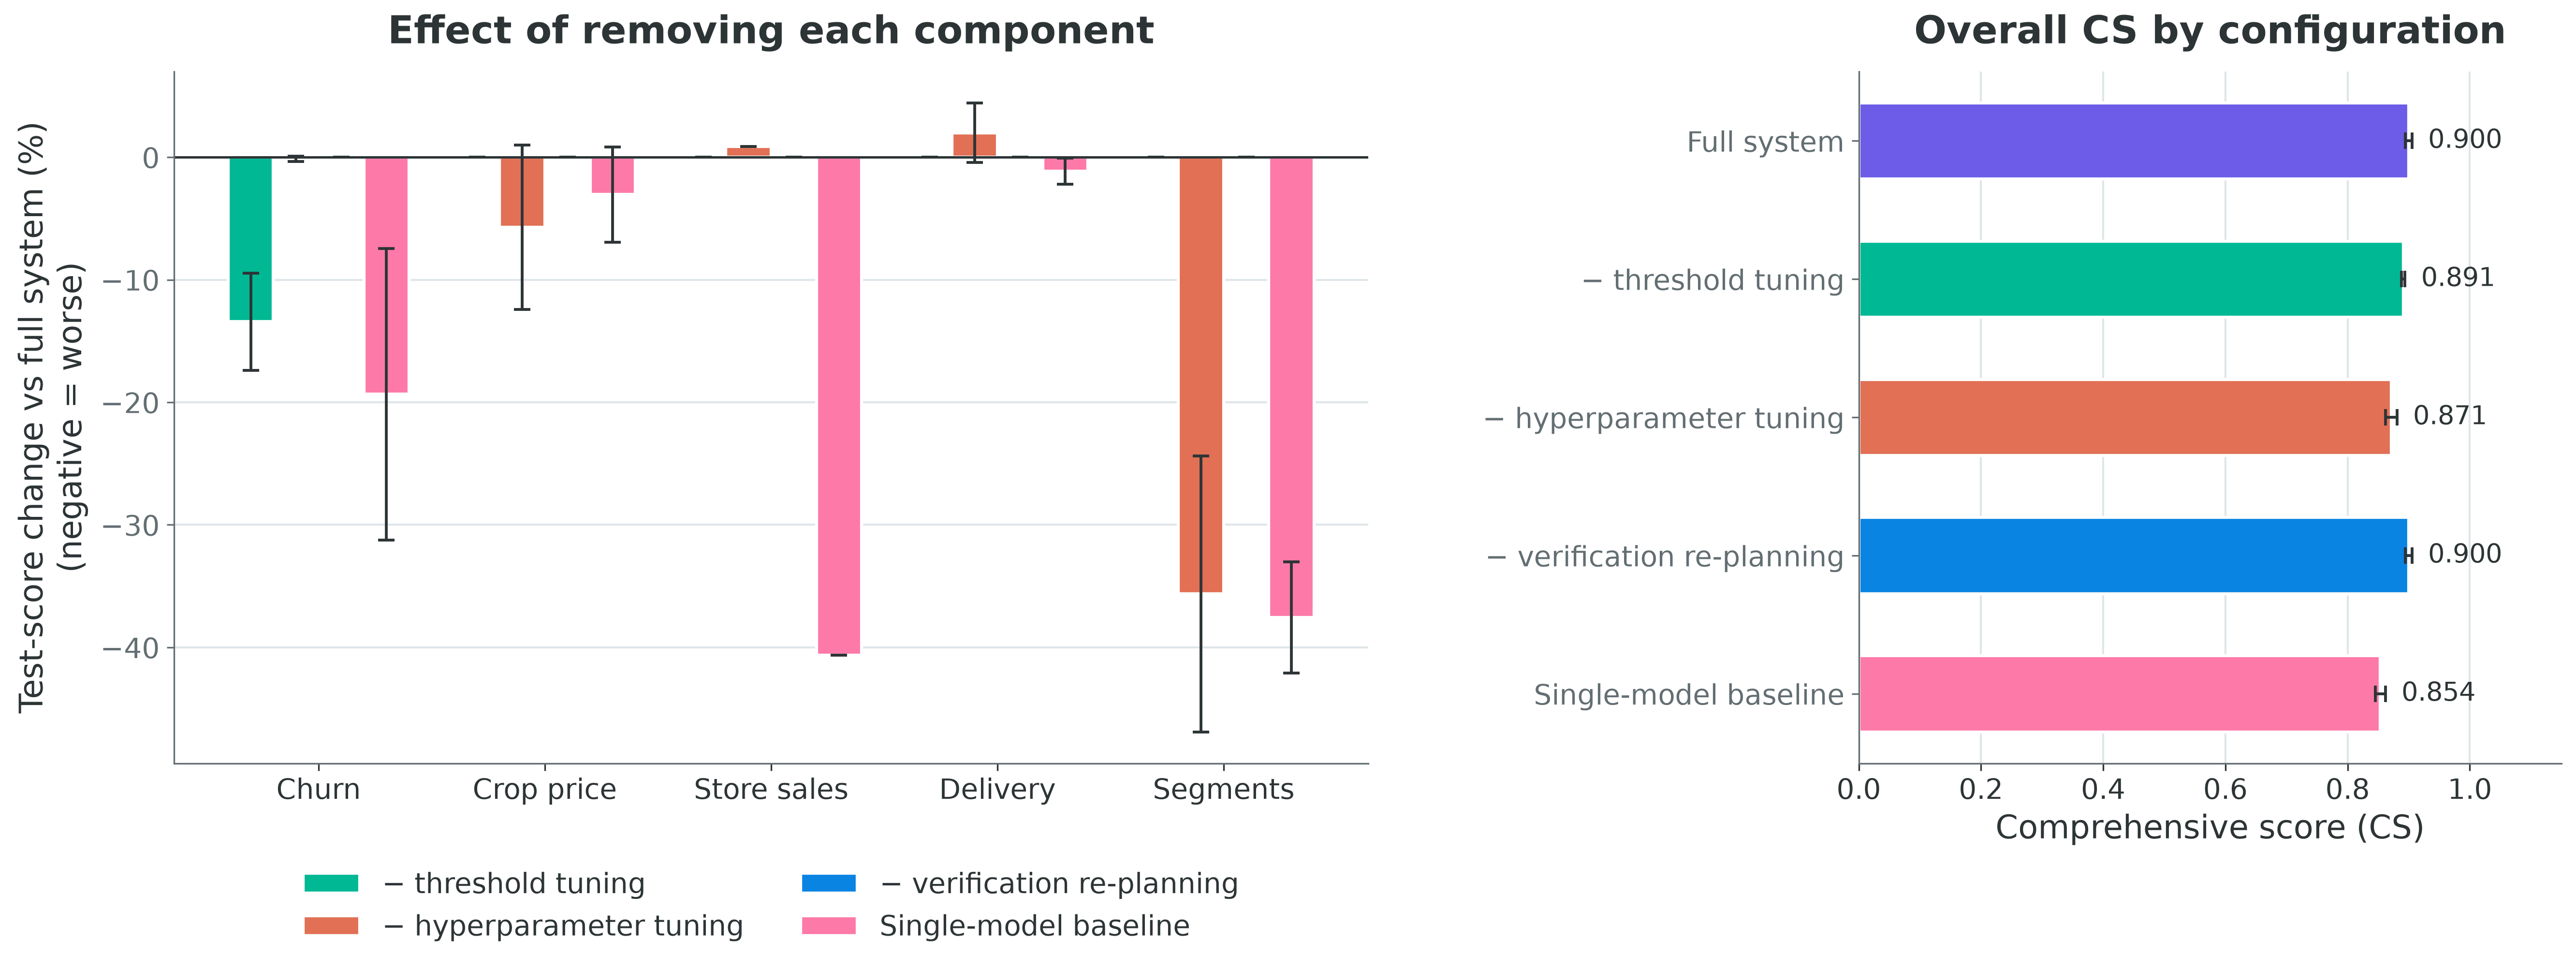 Effect of removing each component
Test-score change vs full system (%)
(negative = worse)
0
−10
−20
−30
−40
Churn
Crop price
Store sales
Delivery
Segments
− threshold tuning
− hyperparameter tuning
− verification re-planning
Single-model baseline
Overall CS by configuration
Full system
0.900
− threshold tuning
0.891
− hyperparameter tuning
0.871
− verification re-planning
0.900
Single-model baseline
0.854
0.0
0.2
0.4
0.6
0.8
1.0
Comprehensive score (CS)